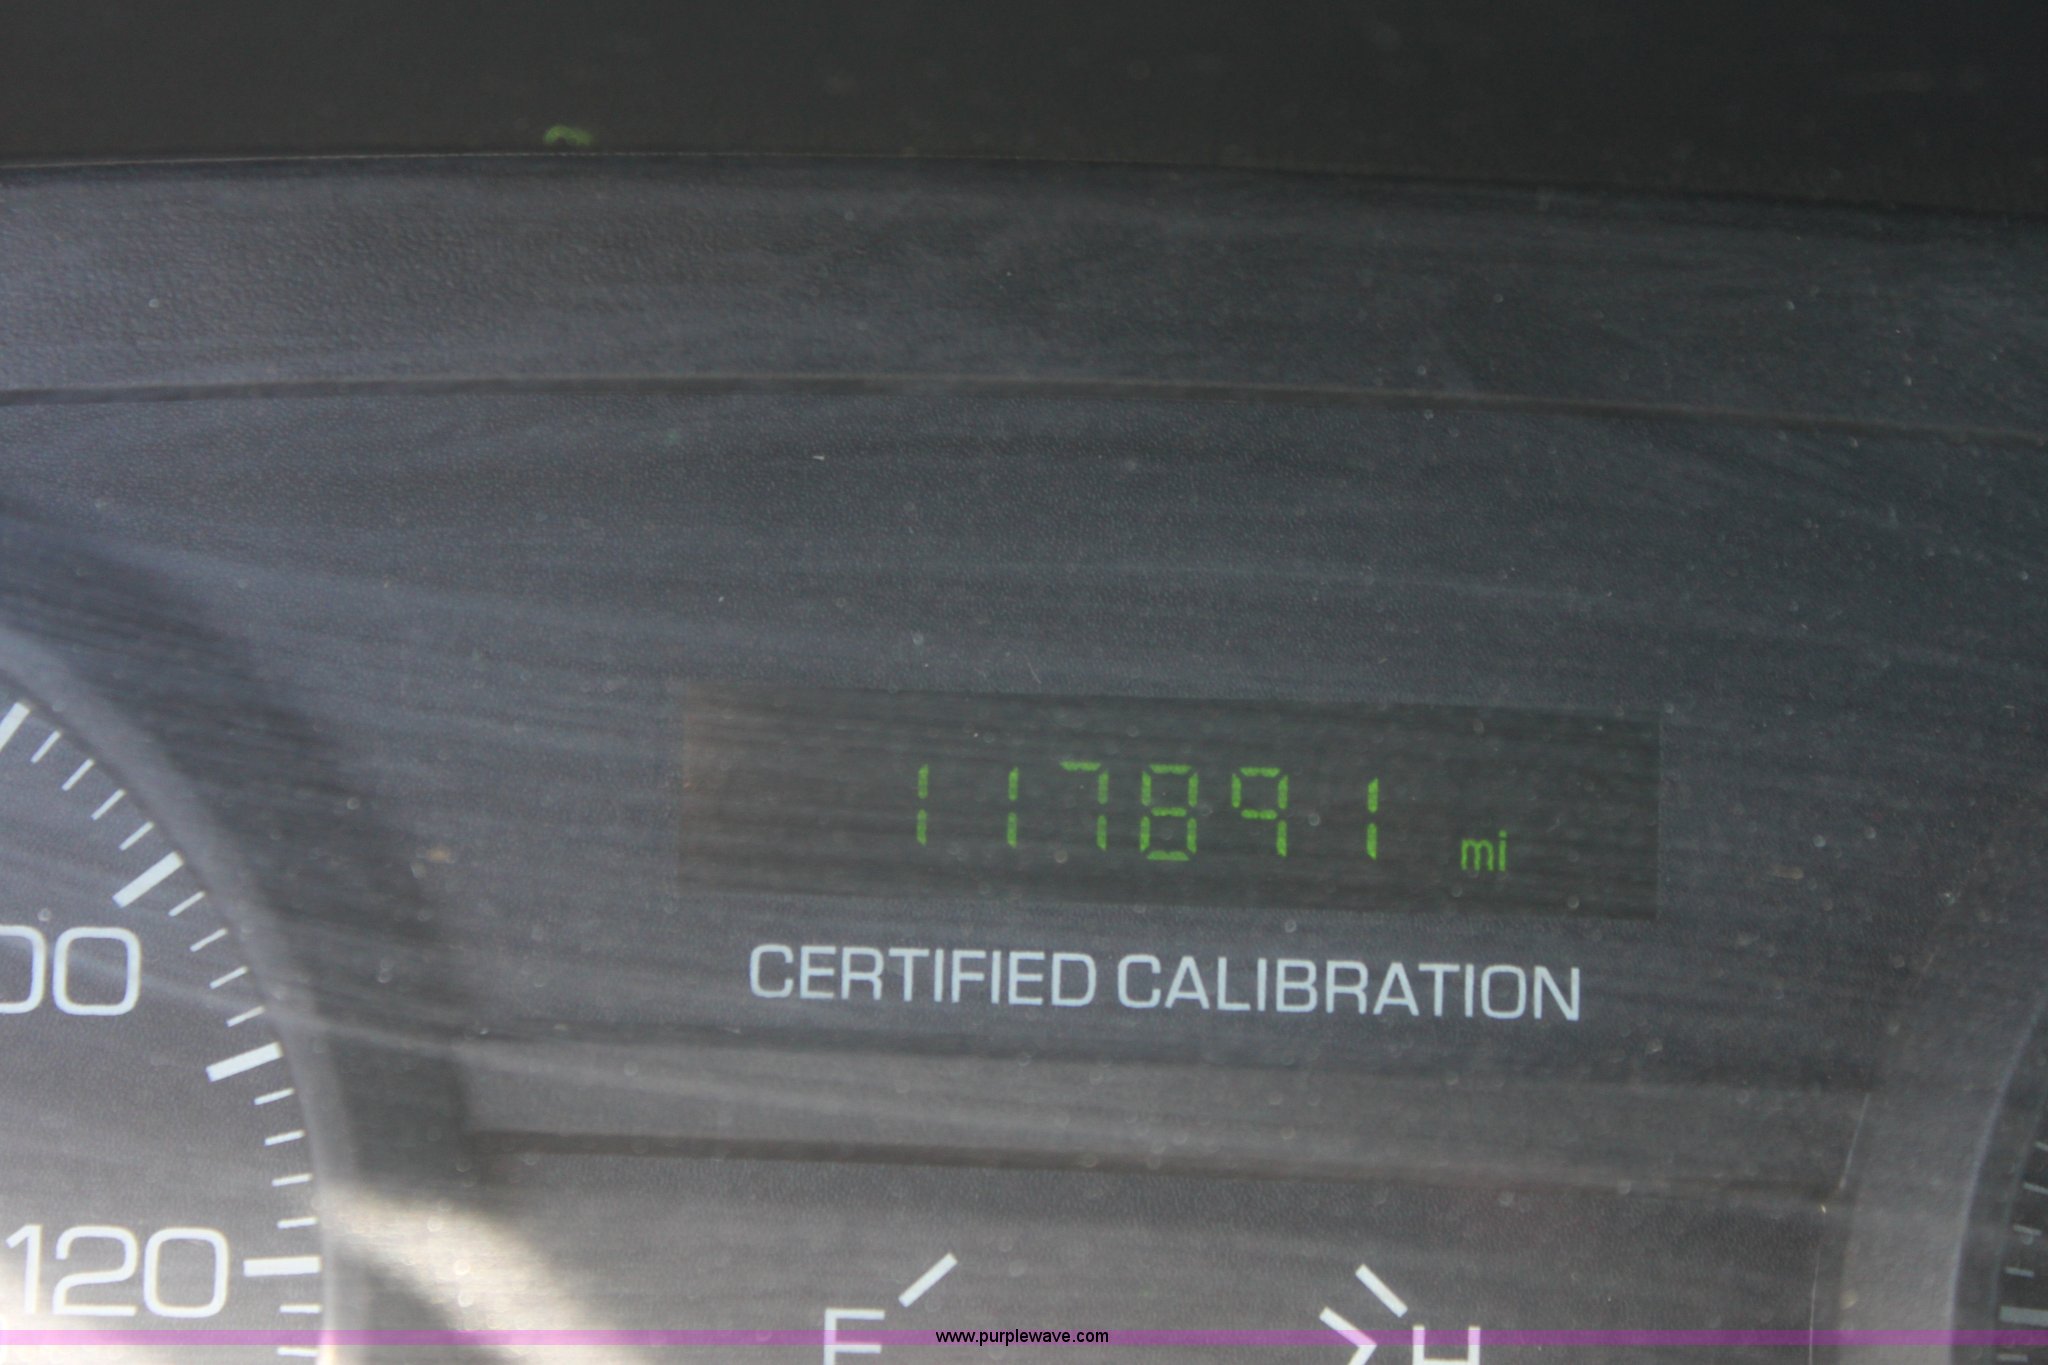 117891 mi
CERTIFIED CALIBRATION
00
120
F
H
www.purplewave.com